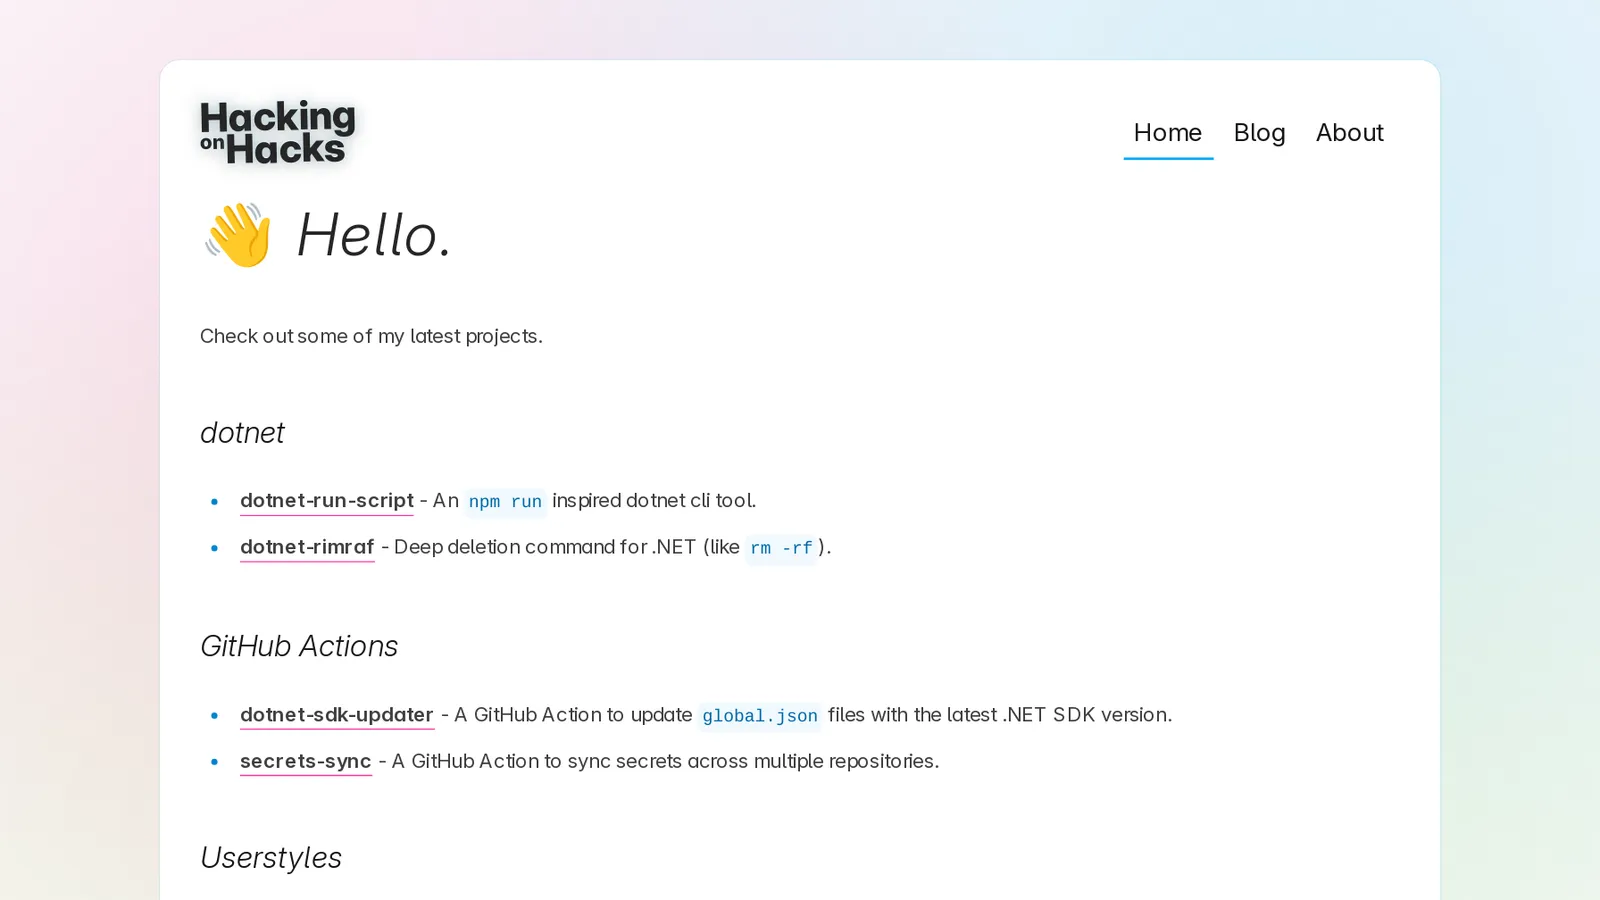 Hacking
on Hacks
Home Blog About
👋 Hello.
Check out some of my latest projects.
dotnet
• dotnet-run-script - An npm run inspired dotnet cli tool.
• dotnet-rimraf - Deep deletion command for .NET (like rm -rf).
GitHub Actions
• dotnet-sdk-updater - A GitHub Action to update global.json files with the latest .NET SDK version.
• secrets-sync - A GitHub Action to sync secrets across multiple repositories.
Userstyles